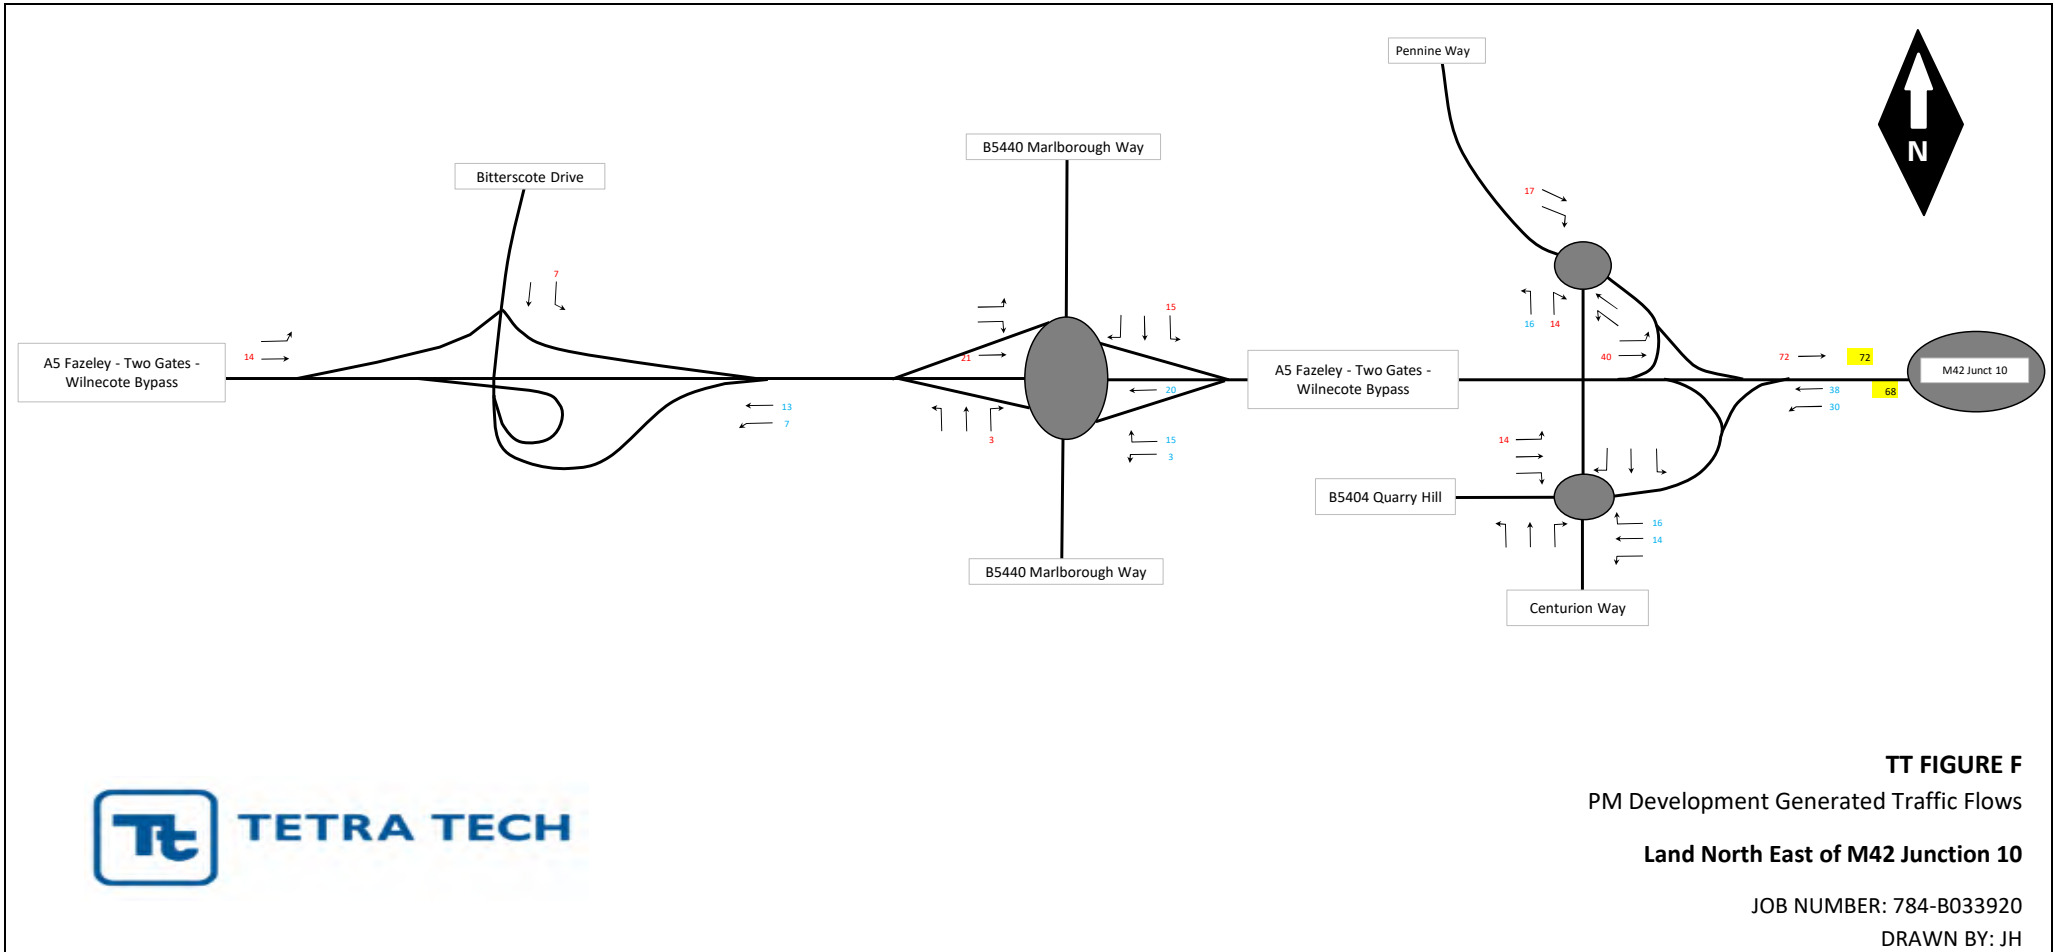 Pennine Way
B5440 Marlborough Way
Bitterscote Drive
N
17
7
15
16
14
14
A5 Fazeley - Two Gates -
Wilnecote Bypass
21
A5 Fazeley - Two Gates -
Wilnecote Bypass
40
72
72
M42 Junct 10
20
38
68
13
30
7
3
15
14
3
B5404 Quarry Hill
16
14
B5440 Marlborough Way
Centurion Way
TT FIGURE F
PM Development Generated Traffic Flows
Tt TETRA TECH
Land North East of M42 Junction 10
JOB NUMBER: 784-B033920
DRAWN BY: JH